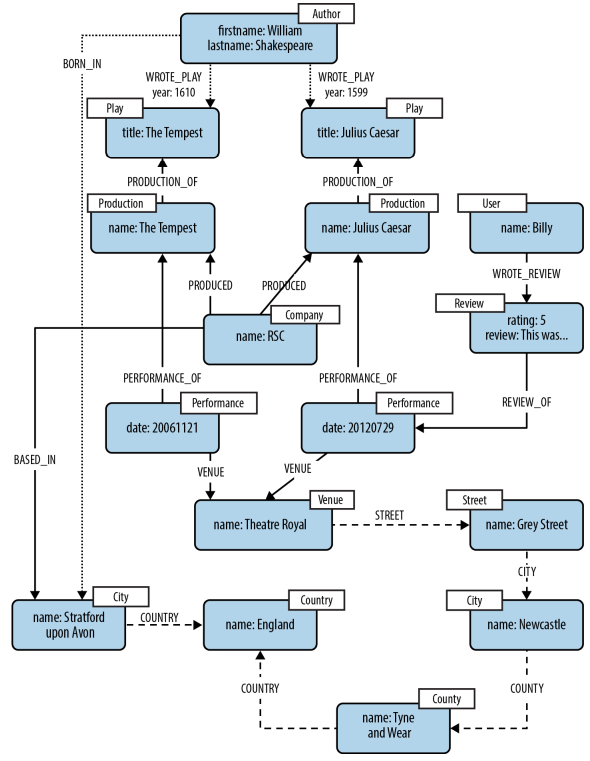 Author
firstname: William
lastname: Shakespeare
BORN_IN
WROTE_PLAY
year: 1610
WROTE_PLAY
year: 1599
Play
title: The Tempest
Play
title: Julius Caesar
PRODUCTION_OF
PRODUCTION_OF
Production
name: The Tempest
Production
name: Julius Caesar
User
name: Billy
WROTE_REVIEW
PRODUCED
PRODUCED
Company
name: RSC
Review
rating: 5
review: This was...
PERFORMANCE_OF
PERFORMANCE_OF
REVIEW_OF
Performance
date: 20061121
Performance
date: 20120729
BASED_IN
VENUE
VENUE
Venue
name: Theatre Royal
STREET
Street
name: Grey Street
CITY
City
name: Stratford
upon Avon
COUNTRY
Country
name: England
City
name: Newcastle
COUNTRY
COUNTY
County
name: Tyne
and Wear